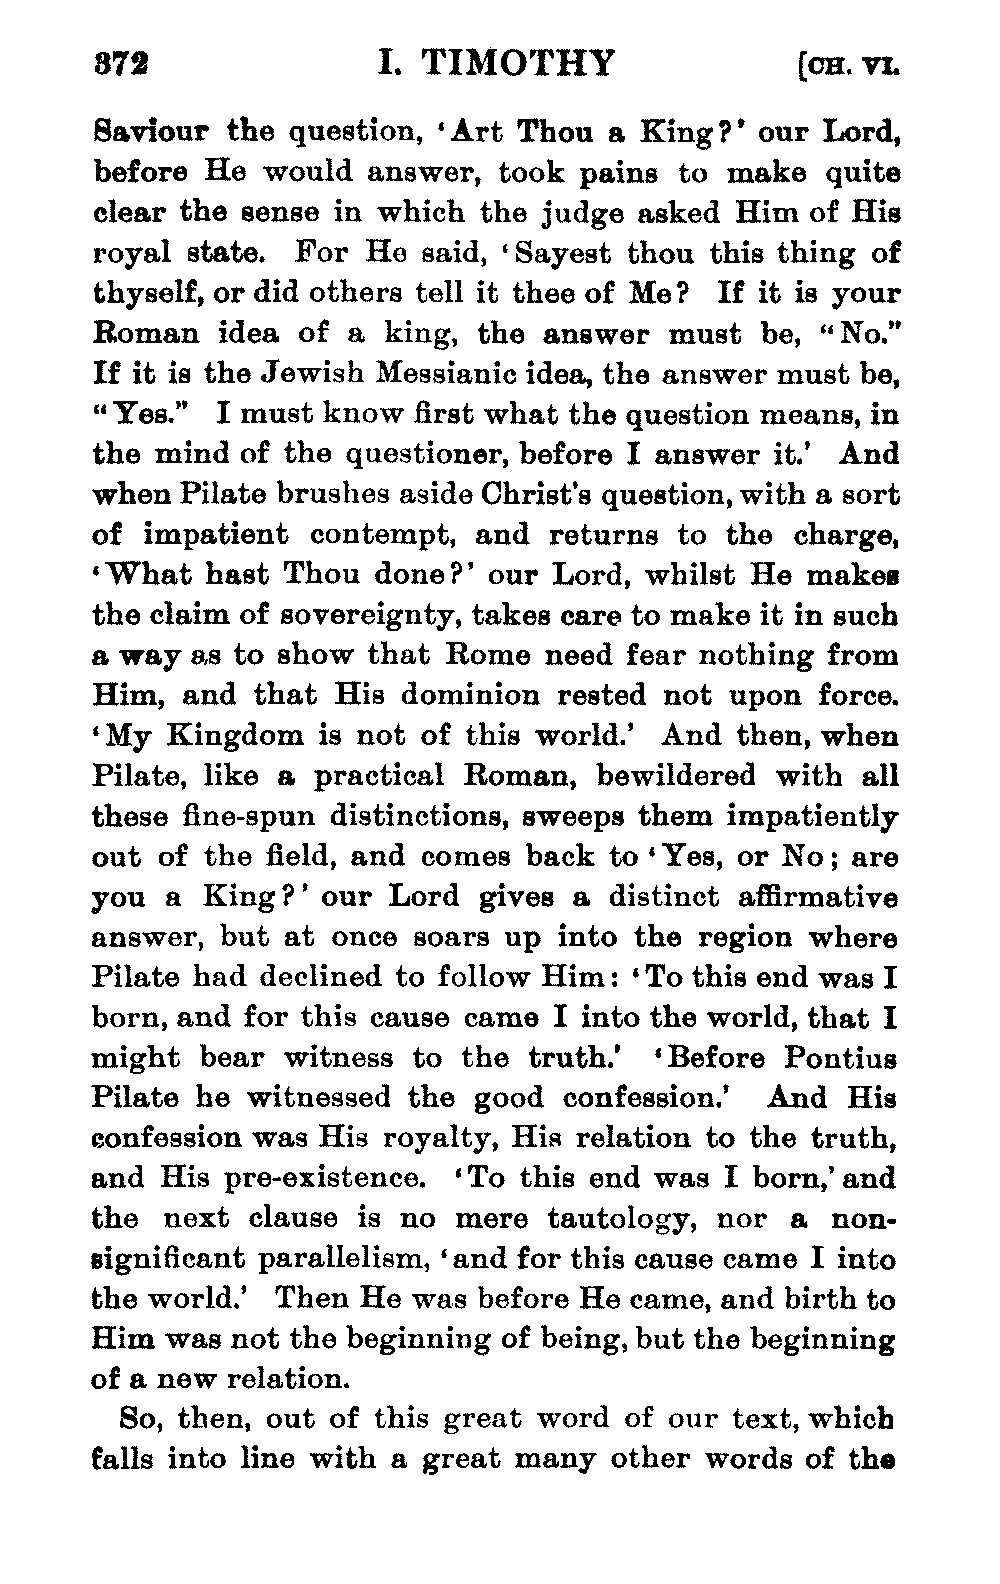 372 I. TIMOTHY [CH. VI.
Saviour the question, ‘Art Thou a King?’ our Lord,
before He would answer, took pains to make quite
clear the sense in which the judge asked Him of His
royal state. For He said, ‘Sayest thou this thing of
thyself, or did others tell it thee of Me? If it is your
Roman idea of a king, the answer must be, “No.”
If it is the Jewish Messianic idea, the answer must be,
“Yes.” I must know first what the question means, in
the mind of the questioner, before I answer it.’ And
when Pilate brushes aside Christ’s question, with a sort
of impatient contempt, and returns to the charge,
‘What hast Thou done?’ our Lord, whilst He makes
the claim of sovereignty, takes care to make it in such
a way as to show that Rome need fear nothing from
Him, and that His dominion rested not upon force.
‘My Kingdom is not of this world.’ And then, when
Pilate, like a practical Roman, bewildered with all
these fine-spun distinctions, sweeps them impatiently
out of the field, and comes back to ‘Yes, or No; are
you a King?’ our Lord gives a distinct affirmative
answer, but at once soars up into the region where
Pilate had declined to follow Him: ‘To this end was I
born, and for this cause came I into the world, that I
might bear witness to the truth.’ ‘Before Pontius
Pilate he witnessed the good confession.’ And His
confession was His royalty, His relation to the truth,
and His pre-existence. ‘To this end was I born,’ and
the next clause is no mere tautology, nor a non-
significant parallelism, ‘and for this cause came I into
the world.’ Then He was before He came, and birth to
Him was not the beginning of being, but the beginning
of a new relation.
So, then, out of this great word of our text, which
falls into line with a great many other words of the